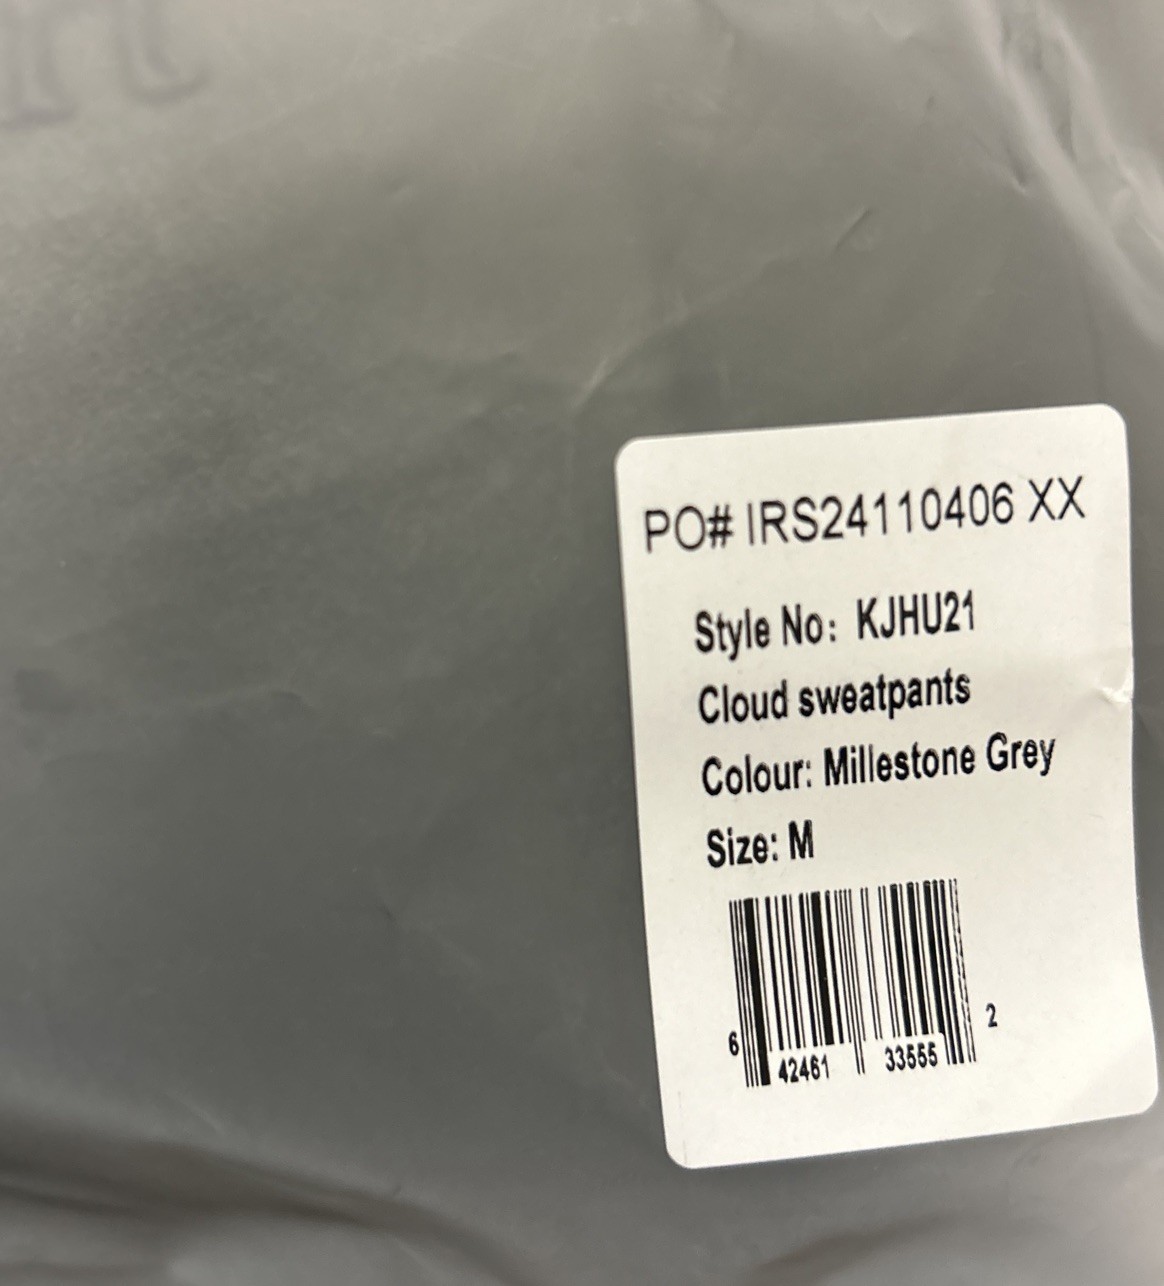 PO# IRS24110406 XX
Style No: KJHU21
Cloud sweatpants
Colour: Millestone Grey
Size: M
6 42461 33555 2